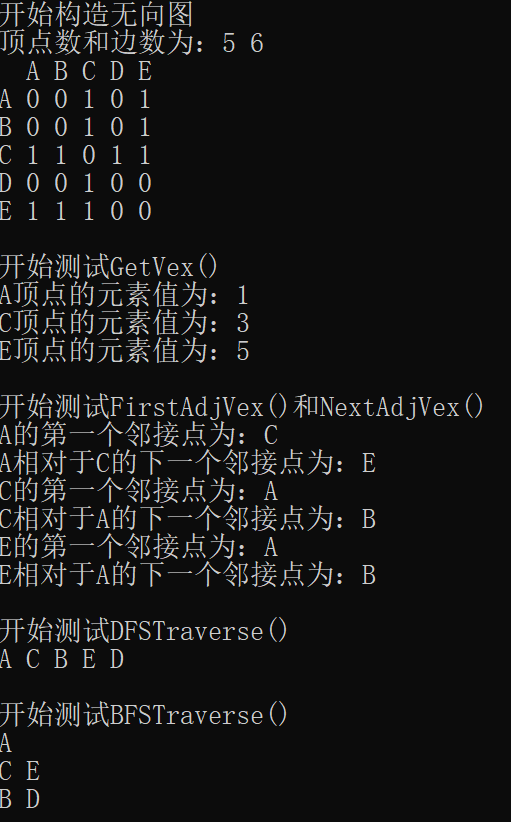 开始构造无向图
顶点数和边数为：5 6
A B C D E
A 0 0 1 0 1
B 0 0 1 0 1
C 1 1 0 1 1
D 0 0 1 0 0
E 1 1 1 0 0
开始测试GetVex()
A顶点的元素值为：1
C顶点的元素值为：3
E顶点的元素值为：5
开始测试FirstAdjVex()和NextAdjVex()
A的第一个邻接点为：C
A相对于C的下一个邻接点为：E
C的第一个邻接点为：A
C相对于A的下一个邻接点为：B
E的第一个邻接点为：A
E相对于A的下一个邻接点为：B
开始测试DFSTraverse()
A C B E D
开始测试BFSTraverse()
A
C E
B D